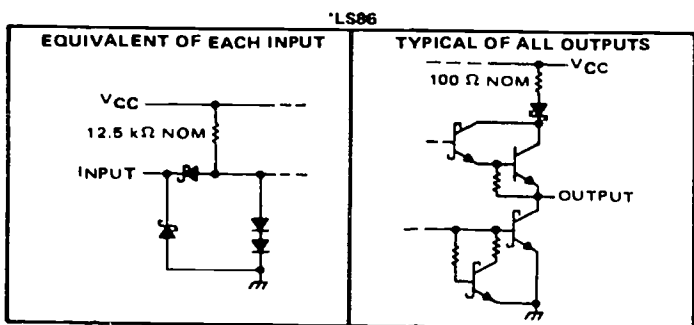 'LS86
EQUIVALENT OF EACH INPUT
VCC
12.5 kΩ NOM
INPUT
TYPICAL OF ALL OUTPUTS
VCC
100 Ω NOM
OUTPUT